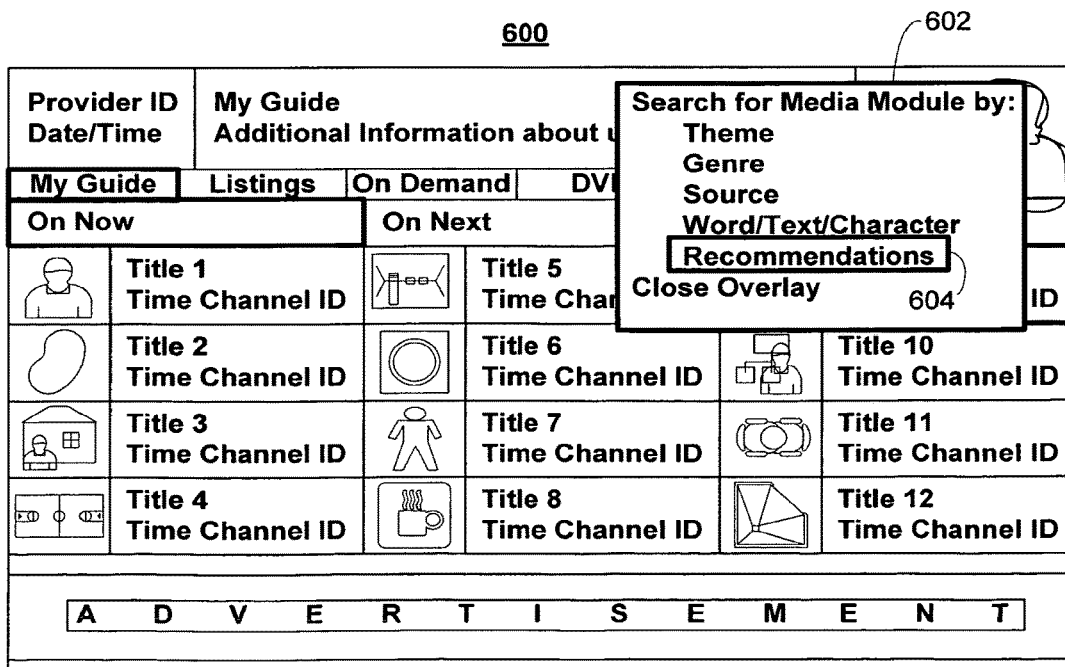 600
602
Provider ID
Date/Time
My Guide
Additional Information about
Search for Media Module by:
Theme
Genre
Source
Word/Text/Character
Recommendations
Close Overlay
604
My Guide
Listings
On Demand
On Now
On Next
Title 1
Time Channel ID
Title 5
Time
ID
Title 2
Time Channel ID
Title 6
Time Channel ID
Title 10
Time Channel ID
Title 3
Time Channel ID
Title 7
Time Channel ID
Title 11
Time Channel ID
Title 4
Time Channel ID
Title 8
Time Channel ID
Title 12
Time Channel ID
A D V E R T I S E M E N T